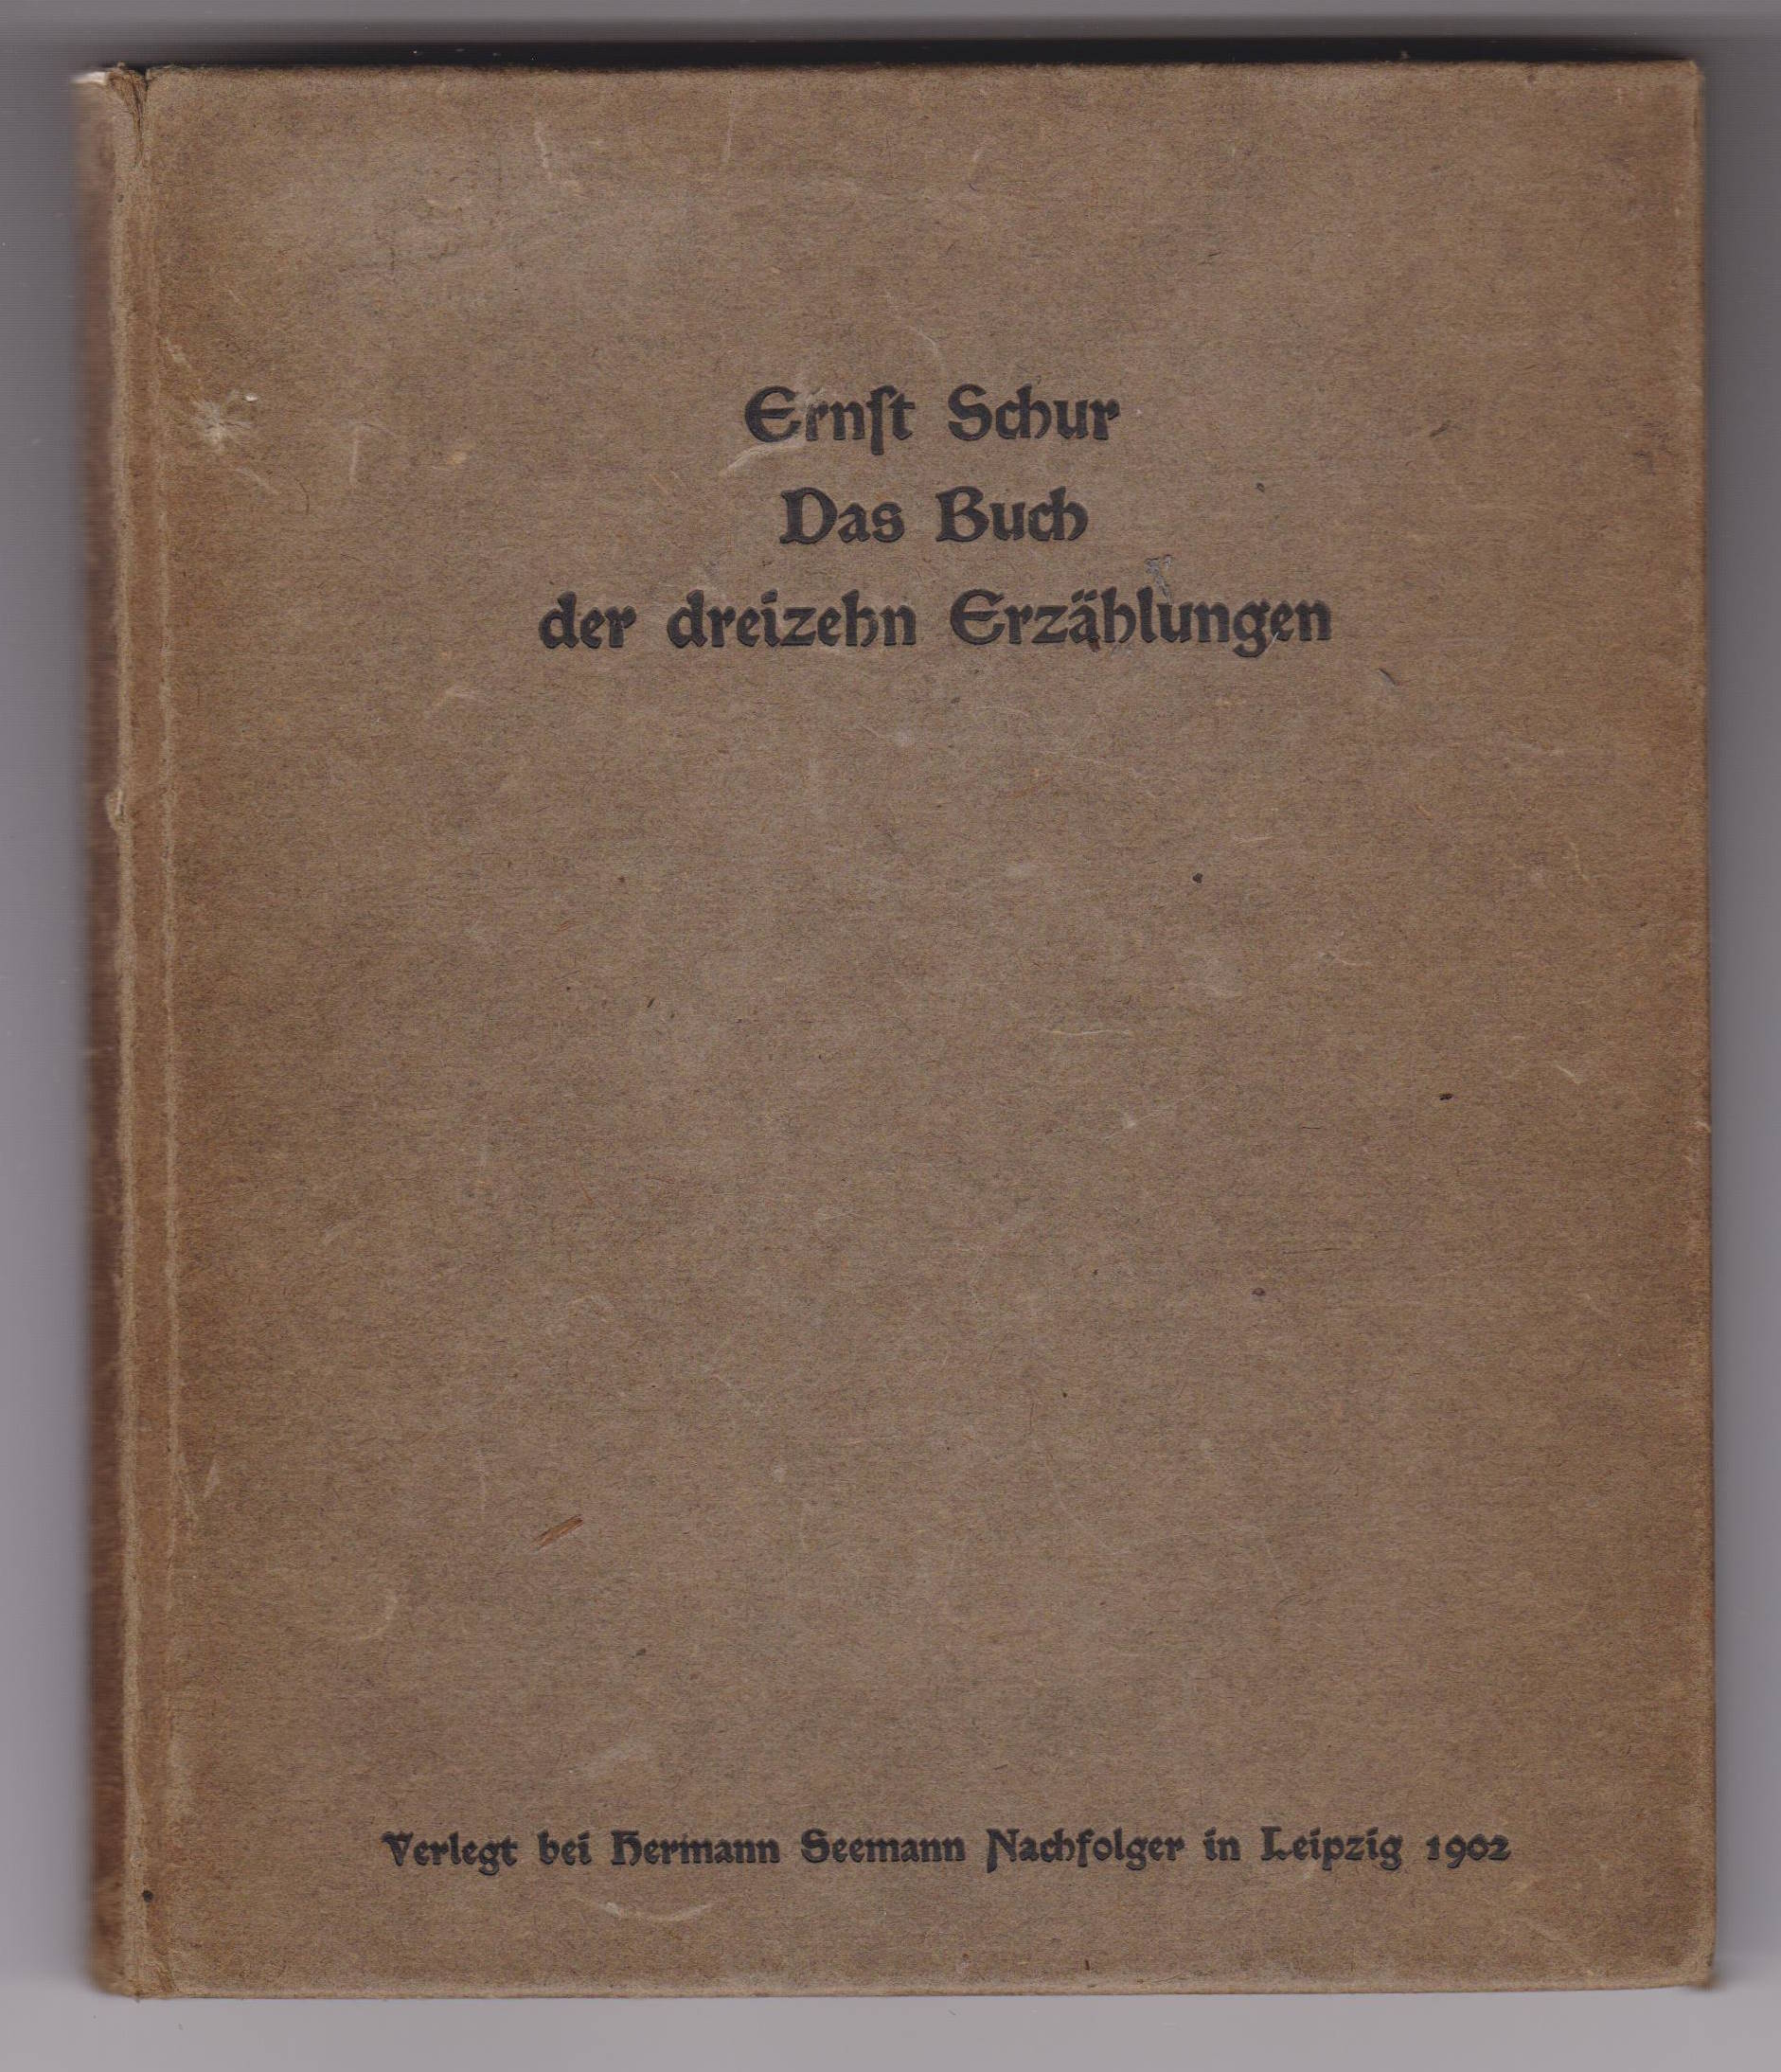 Ernſt Schur
Das Buch
der dreizehn Erzählungen
Verlegt bei Hermann Seemann Nachfolger in Leipzig 1902